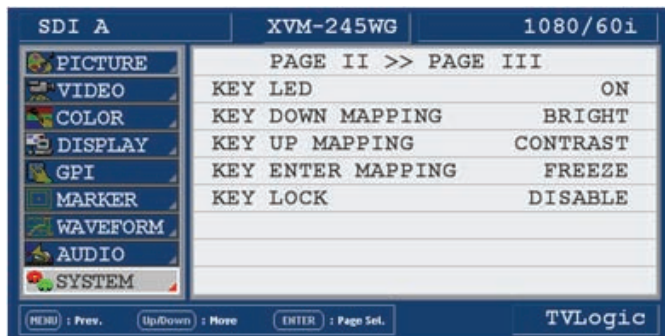 SDI A XVM-245WG 1080/60i
PICTURE
VIDEO
COLOR
DISPLAY
GPI
MARKER
WAVEFORM
AUDIO
SYSTEM
PAGE II >> PAGE III
KEY LED ON
KEY DOWN MAPPING BRIGHT
KEY UP MAPPING CONTRAST
KEY ENTER MAPPING FREEZE
KEY LOCK DISABLE
MENU : Prev. Up/Down : Move ENTER : Page Sel. TVLogic